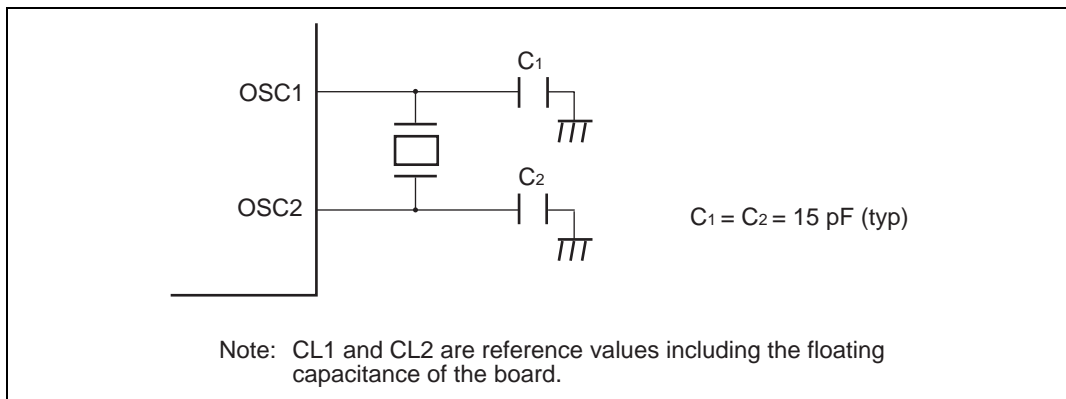 C1
OSC1
C2
OSC2
C1 = C2 = 15 pF (typ)
Note: CL1 and CL2 are reference values including the floating
capacitance of the board.